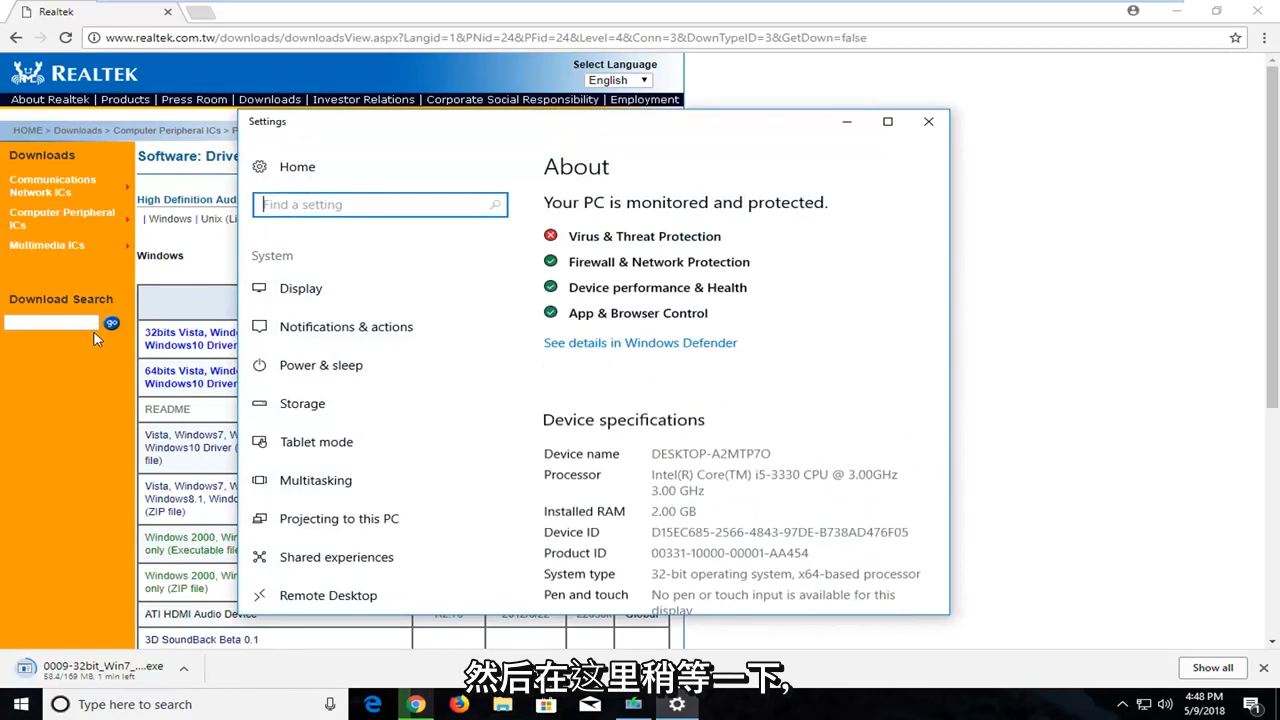 Realtek
www.realtek.com.tw/downloads/downloadsView.aspx?Langid=1&PNid=24&PFid=24&Level=4&Conn=3&DownTypeID=3&GetDown=false
REALTEK
Select Language
English
About Realtek | Products | Press Room | Downloads | Investor Relations | Corporate Social Responsibility | Employment
HOME > Downloads > Computer Peripheral ICs >
Downloads
Communications
Network ICs
Computer Peripheral
ICs
Multimedia ICs
Download Search
go
Software:
High Definition
| Windows | Unix
Windows
32bits Vista,
Windows10
64bits Vista,
Windows10
README
Vista, Windows7,
Windows10 Driver
file)
Vista, Windows7,
Windows8.1,
(ZIP file)
Windows 2000,
only (Executable
Windows 2000,
only (ZIP file)
ATI HDMI Audio
3D SoundBack Beta 0.1
Settings
Home
Find a setting
System
Display
Notifications & actions
Power & sleep
Storage
Tablet mode
Multitasking
Projecting to this PC
Shared experiences
Remote Desktop
About
Your PC is monitored and protected.
Virus & Threat Protection
Firewall & Network Protection
Device performance & Health
App & Browser Control
See details in Windows Defender
Device specifications
Device name DESKTOP-A2MTP7O
Processor Intel(R) Core(TM) i5-3330 CPU @ 3.00GHz
3.00 GHz
Installed RAM 2.00 GB
Device ID D15EC685-2566-4843-97DE-B738AD476F05
Product ID 00331-10000-00001-AA454
System type 32-bit operating system, x64-based processor
Pen and touch No pen or touch input is available for this
display
0009-32bit_Win7_....exe
58.4/169 MB, 1 min left
Show all
然后在这里稍等一下,
Type here to search
4:48 PM
5/9/2018
1